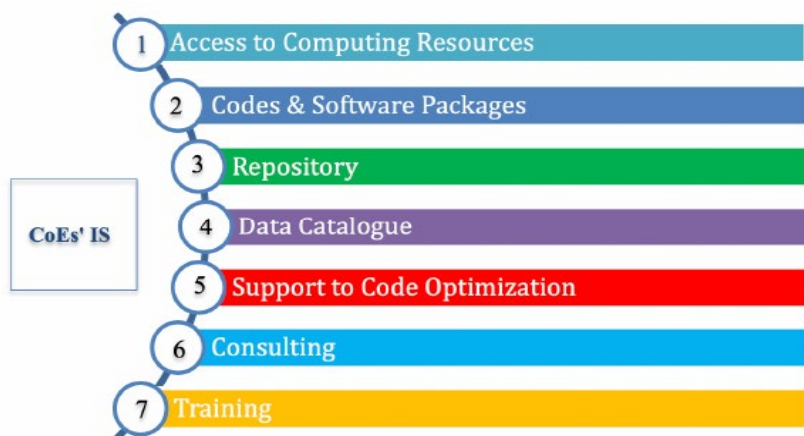 1 Access to Computing Resources
2 Codes & Software Packages
3 Repository
CoEs' IS
4 Data Catalogue
5 Support to Code Optimization
6 Consulting
7 Training